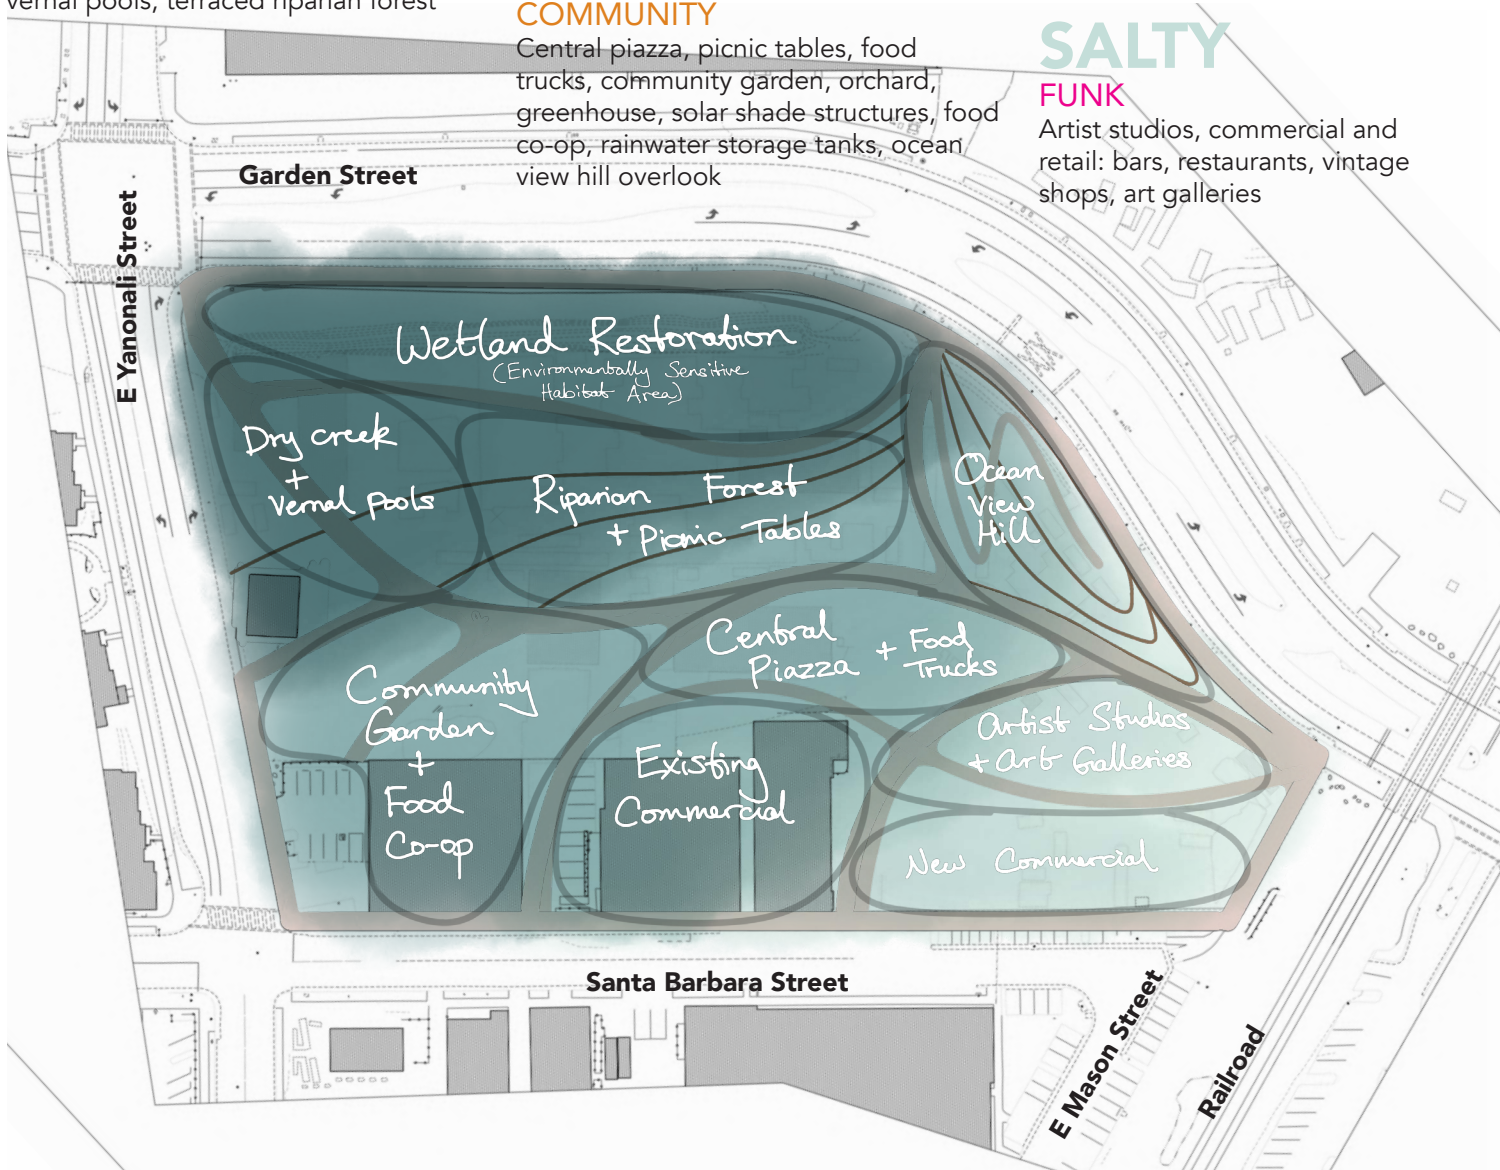 vernal pools, terraced riparian forest
COMMUNITY
Central piazza, picnic tables, food
trucks, community garden, orchard,
greenhouse, solar shade structures, food
co-op, rainwater storage tanks, ocean
view hill overlook
SALTY
FUNK
Artist studios, commercial and
retail: bars, restaurants, vintage
shops, art galleries
Garden Street
E Yanonali Street
Wetland Restoration
(Environmentally Sensitive
Habitat Area)
Dry creek
+
Vernal pools
Riparian Forest
+ Picnic Tables
Ocean
View
Hill
Central
Piazza
+ Food
Trucks
Community
Garden
+
Food
Co-op
Existing
Commercial
Artist Studios
+ Art Galleries
New Commercial
Santa Barbara Street
E Mason Street
Railroad